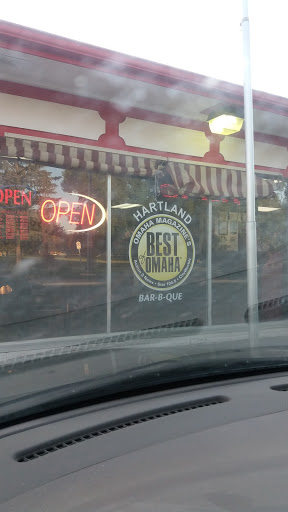 OPEN
OPEN
HARTLAND
OMAHA MAGAZINE'S
BEST
OF
OMAHA
BAR-B-QUE